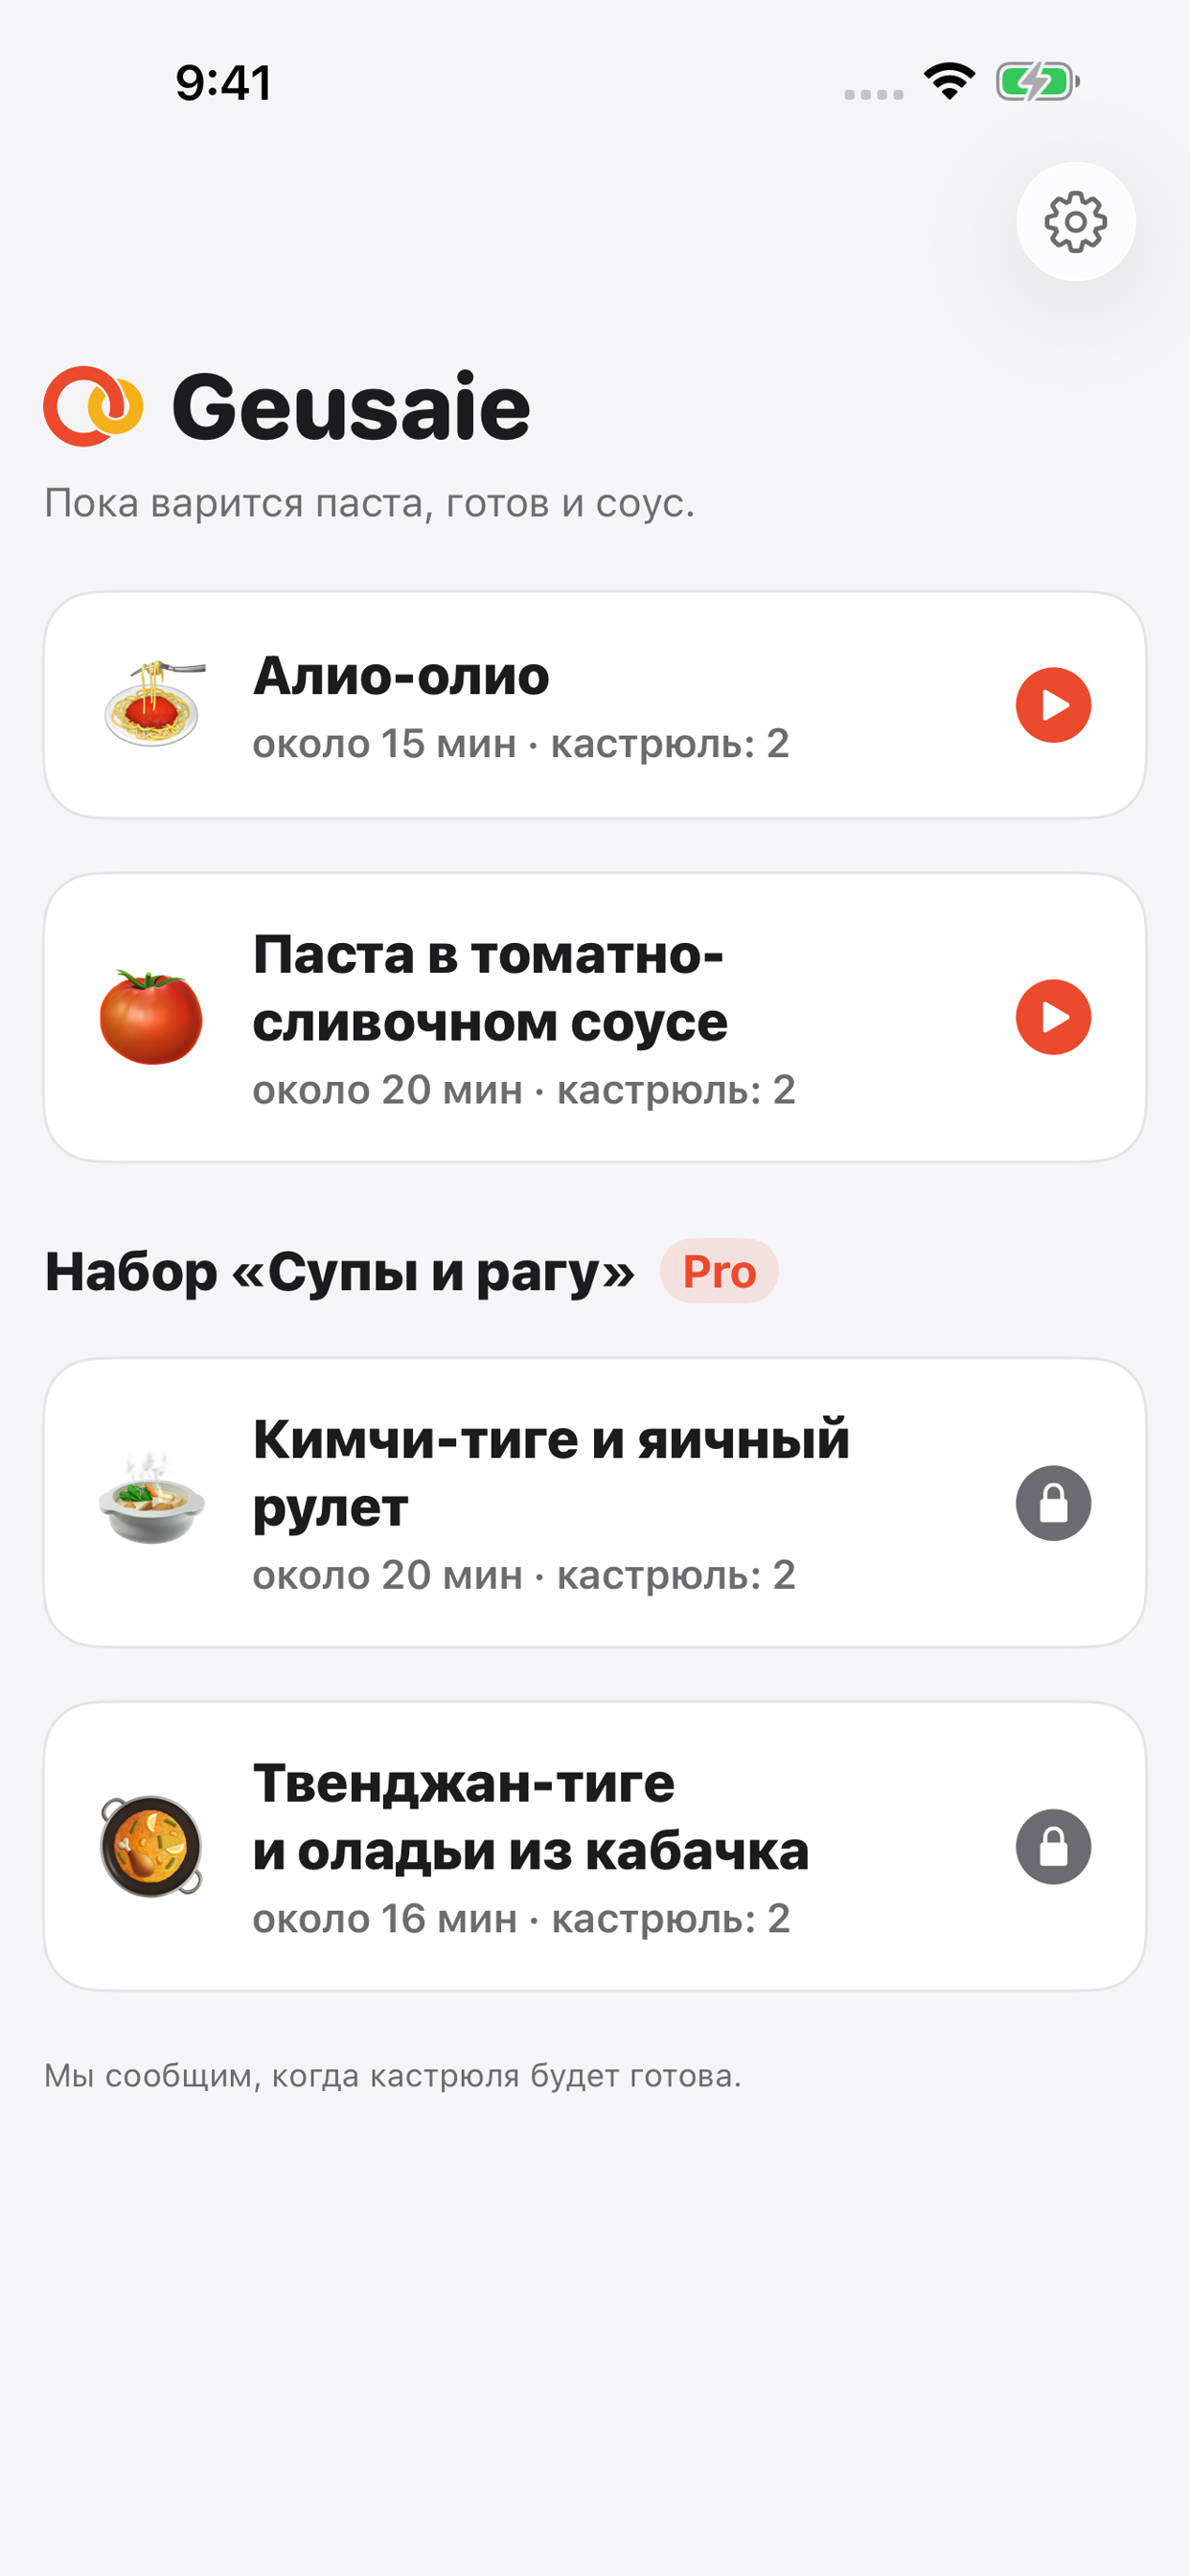 9:41
Geusaie
Пока варится паста, готов и соус.
Алио-олио
около 15 мин · кастрюль: 2
Паста в томатно-
сливочном соусе
около 20 мин · кастрюль: 2
Набор «Супы и рагу» Pro
Кимчи-тиге и яичный
рулет
около 20 мин · кастрюль: 2
Твенджан-тиге
и оладьи из кабачка
около 16 мин · кастрюль: 2
Мы сообщим, когда кастрюля будет готова.